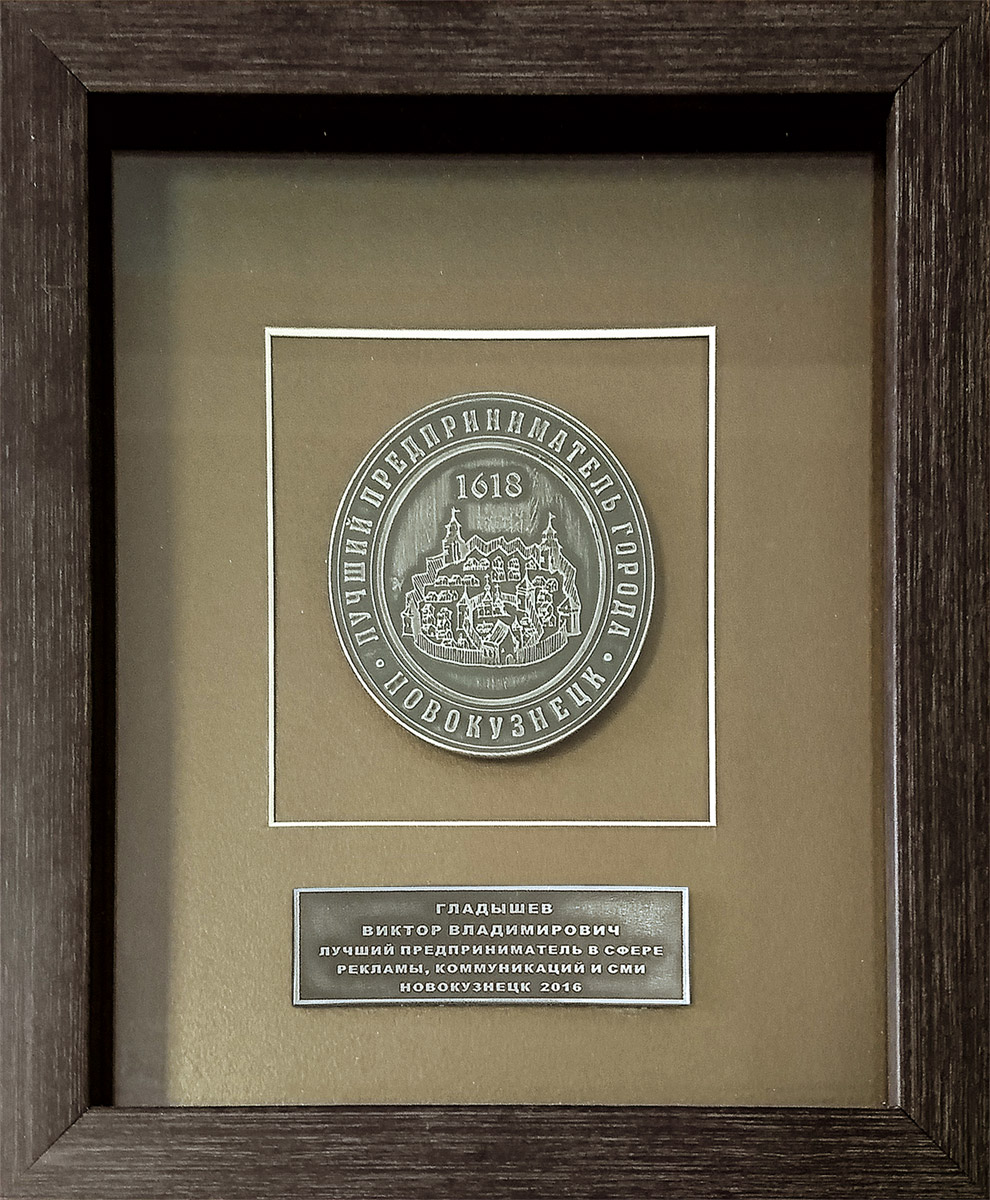 ЛУЧШИЙ ПРЕДПРИНИМАТЕЛЬ ГОРОДА
1618
• НОВОКУЗНЕЦК •
ГЛАДЫШЕВ
ВИКТОР ВЛАДИМИРОВИЧ
ЛУЧШИЙ ПРЕДПРИНИМАТЕЛЬ В СФЕРЕ
РЕКЛАМЫ, КОММУНИКАЦИЙ И СМИ
НОВОКУЗНЕЦК 2016